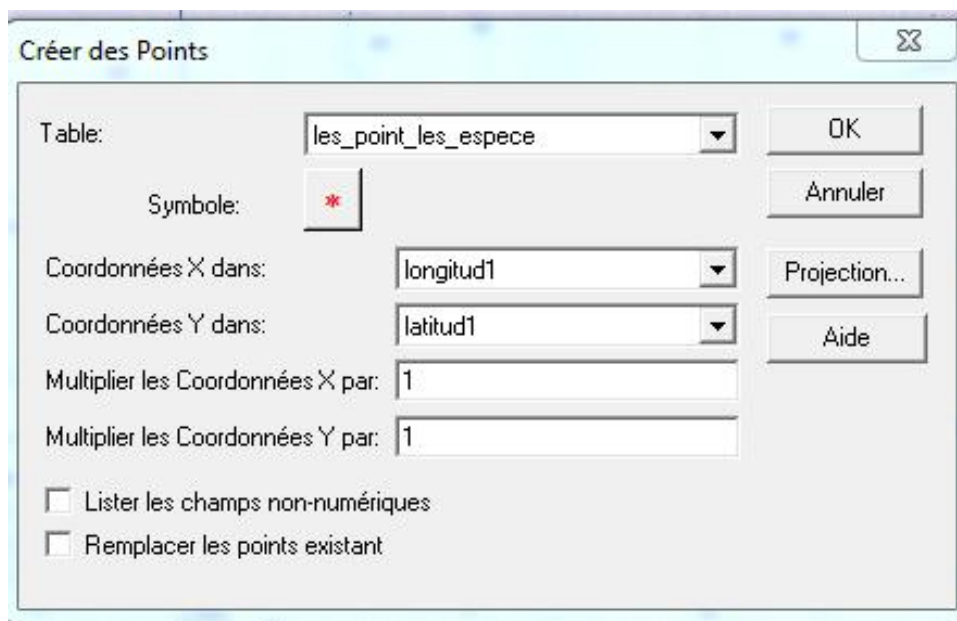 Créer des Points
Table: les_point_les_espece OK
Symbole: * Annuler
Coordonnées X dans: longitud1 Projection...
Coordonnées Y dans: latitud1 Aide
Multiplier les Coordonnées X par: 1
Multiplier les Coordonnées Y par: 1
Lister les champs non-numériques
Remplacer les points existant